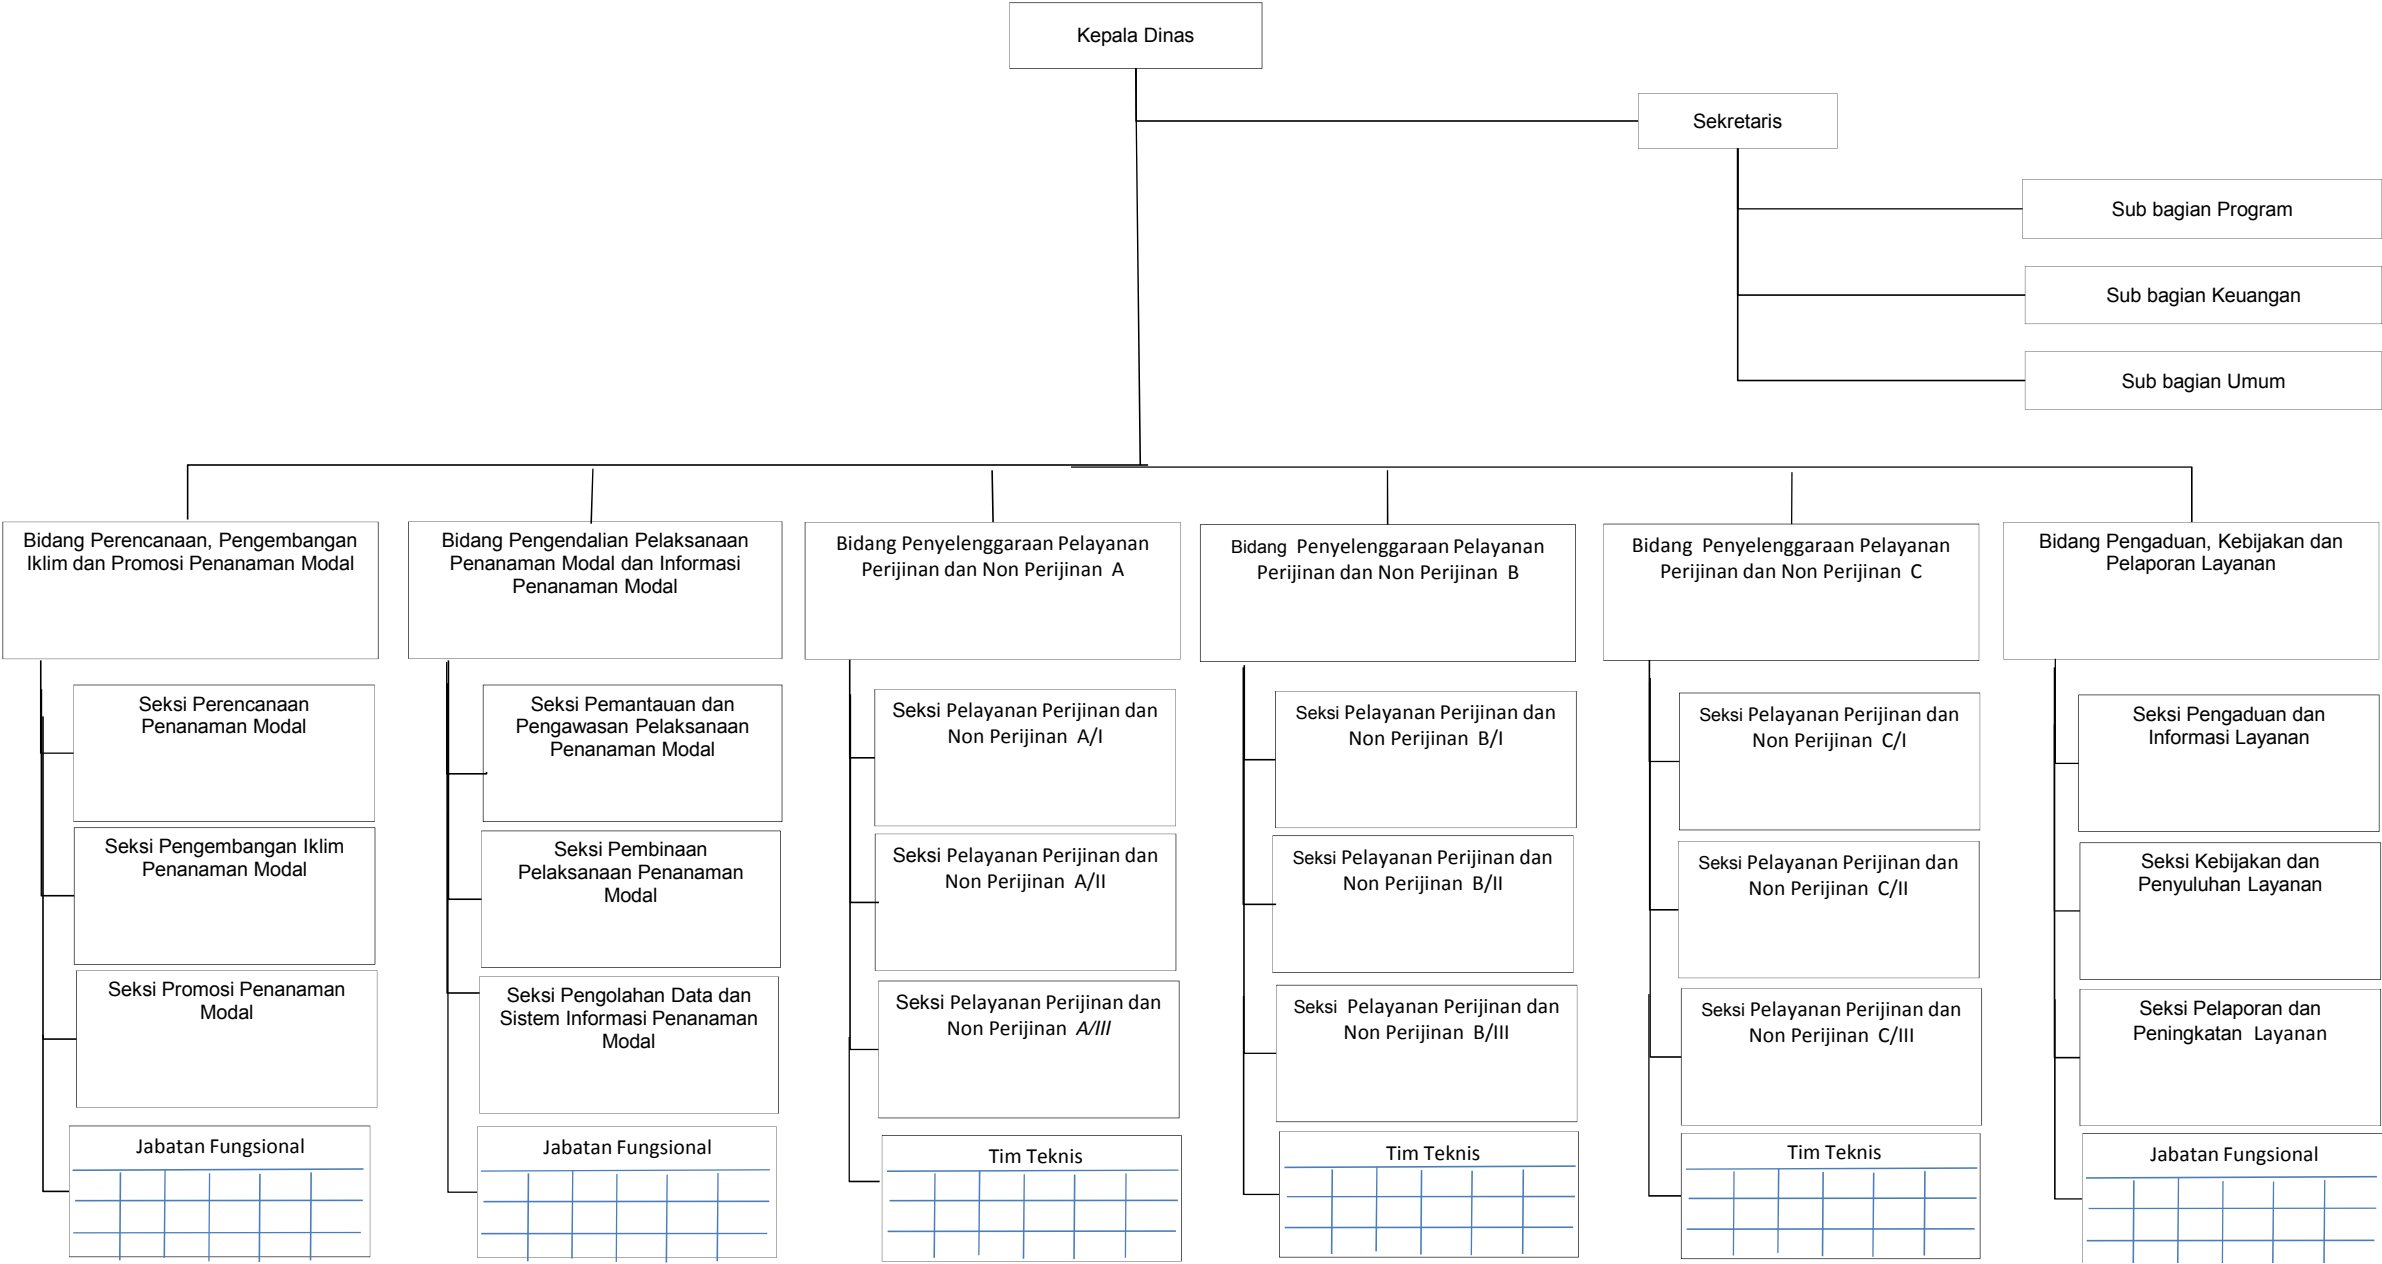 Kepala Dinas
Sekretaris
Sub bagian Program
Sub bagian Keuangan
Sub bagian Umum
Bidang Perencanaan, Pengembangan
Iklim dan Promosi Penanaman Modal
Seksi Perencanaan
Penanaman Modal
Seksi Pengembangan Iklim
Penanaman Modal
Seksi Promosi Penanaman
Modal
Jabatan Fungsional
Bidang Pengendalian Pelaksanaan
Penanaman Modal dan Informasi
Penanaman Modal
Seksi Pemantauan dan
Pengawasan Pelaksanaan
Penanaman Modal
Seksi Pembinaan
Pelaksanaan Penanaman
Modal
Seksi Pengolahan Data dan
Sistem Informasi Penanaman
Modal
Jabatan Fungsional
Bidang Penyelenggaraan Pelayanan
Perijinan dan Non Perijinan A
Seksi Pelayanan Perijinan dan
Non Perijinan A/I
Seksi Pelayanan Perijinan dan
Non Perijinan A/II
Seksi Pelayanan Perijinan dan
Non Perijinan A/III
Tim Teknis
Bidang Penyelenggaraan Pelayanan
Perijinan dan Non Perijinan B
Seksi Pelayanan Perijinan dan
Non Perijinan B/I
Seksi Pelayanan Perijinan dan
Non Perijinan B/II
Seksi Pelayanan Perijinan dan
Non Perijinan B/III
Tim Teknis
Bidang Penyelenggaraan Pelayanan
Perijinan dan Non Perijinan C
Seksi Pelayanan Perijinan dan
Non Perijinan C/I
Seksi Pelayanan Perijinan dan
Non Perijinan C/II
Seksi Pelayanan Perijinan dan
Non Perijinan C/III
Tim Teknis
Bidang Pengaduan, Kebijakan dan
Pelaporan Layanan
Seksi Pengaduan dan
Informasi Layanan
Seksi Kebijakan dan
Penyuluhan Layanan
Seksi Pelaporan dan
Peningkatan Layanan
Jabatan Fungsional